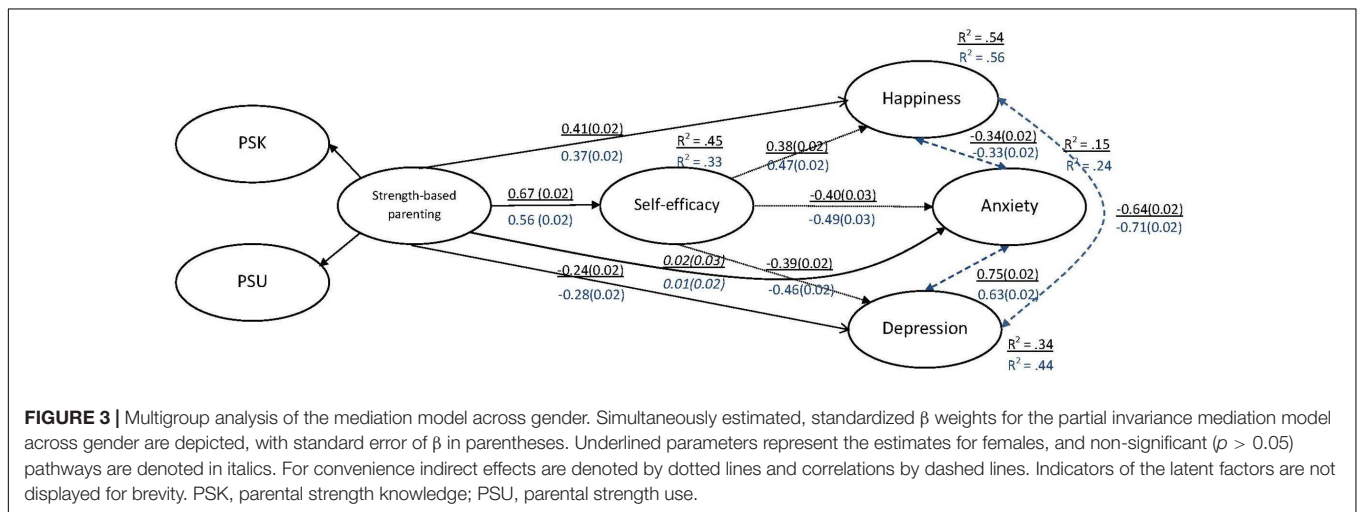 R² = .54
R² = .56
Happiness
PSK
0.41(0.02)
0.37(0.02)
R² = .45
R² = .33
0.38(0.02)
0.47(0.02)
-0.34(0.02)
-0.33(0.02)
R² = .15
R² = .24
Strength-based
parenting
0.67 (0.02)
0.56 (0.02)
Self-efficacy
-0.40(0.03)
-0.49(0.03)
Anxiety
-0.64(0.02)
-0.71(0.02)
PSU
-0.24(0.02)
-0.28(0.02)
0.02(0.03)
0.01(0.02)
-0.39(0.02)
-0.46(0.02)
0.75(0.02)
0.63(0.02)
Depression
R² = .34
R² = .44
FIGURE 3 | Multigroup analysis of the mediation model across gender. Simultaneously estimated, standardized β weights for the partial invariance mediation model
across gender are depicted, with standard error of β in parentheses. Underlined parameters represent the estimates for females, and non-significant (p > 0.05)
pathways are denoted in italics. For convenience indirect effects are denoted by dotted lines and correlations by dashed lines. Indicators of the latent factors are not
displayed for brevity. PSK, parental strength knowledge; PSU, parental strength use.